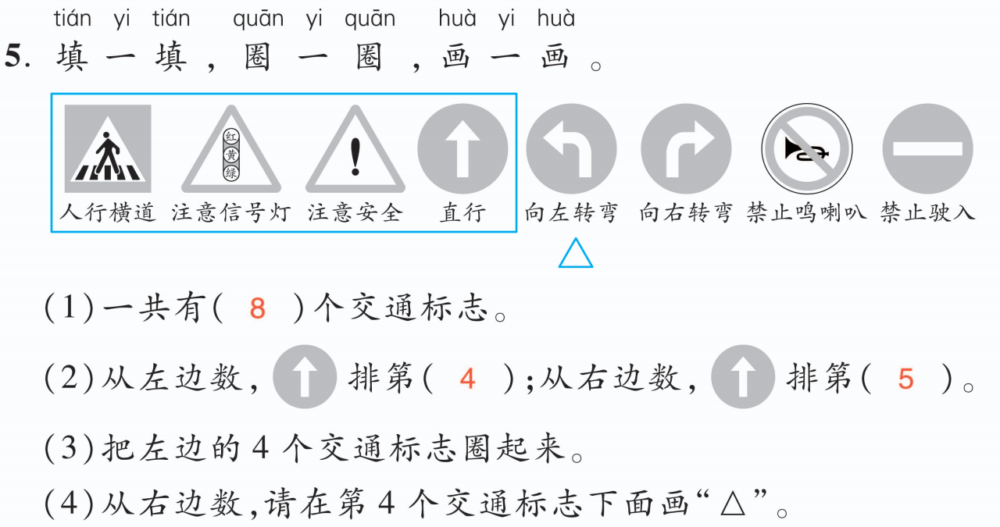 tián yi tián quān yi quān huà yi huà
5. 填一填，圈一圈，画一画。
红
黄
绿
人行横道 注意信号灯 注意安全 直行 向左转弯 向右转弯 禁止鸣喇叭 禁止驶入
(1)一共有( 8 )个交通标志。
(2)从左边数，排第( 4 );从右边数，排第( 5 )。
(3)把左边的4个交通标志圈起来。
(4)从右边数,请在第4个交通标志下面画“△”。